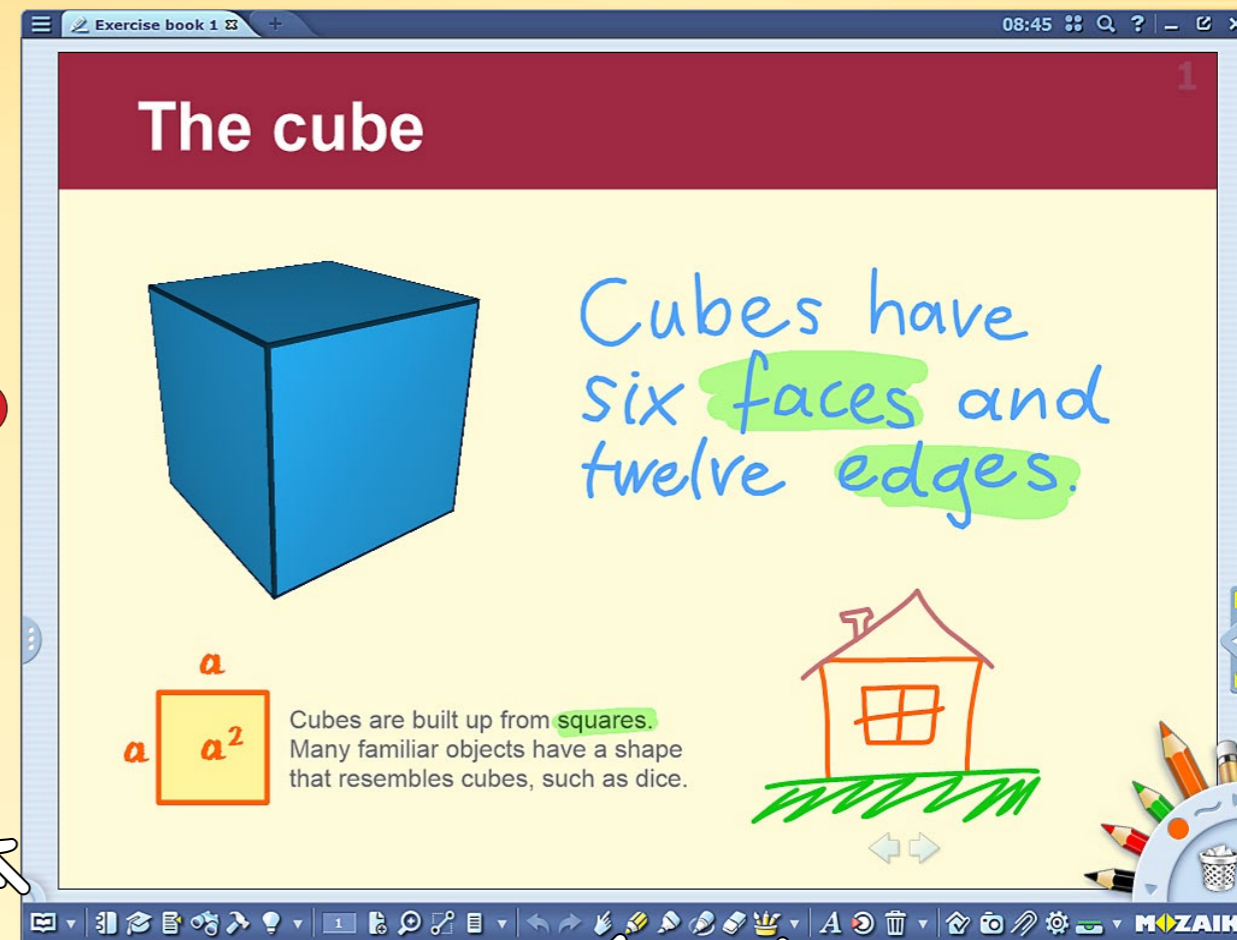 Exercise book 1
08:45
1
The cube
Cubes have
six faces and
twelve edges.
a
a a²
Cubes are built up from squares.
Many familiar objects have a shape
that resembles cubes, such as dice.
1
A
MOZAIK